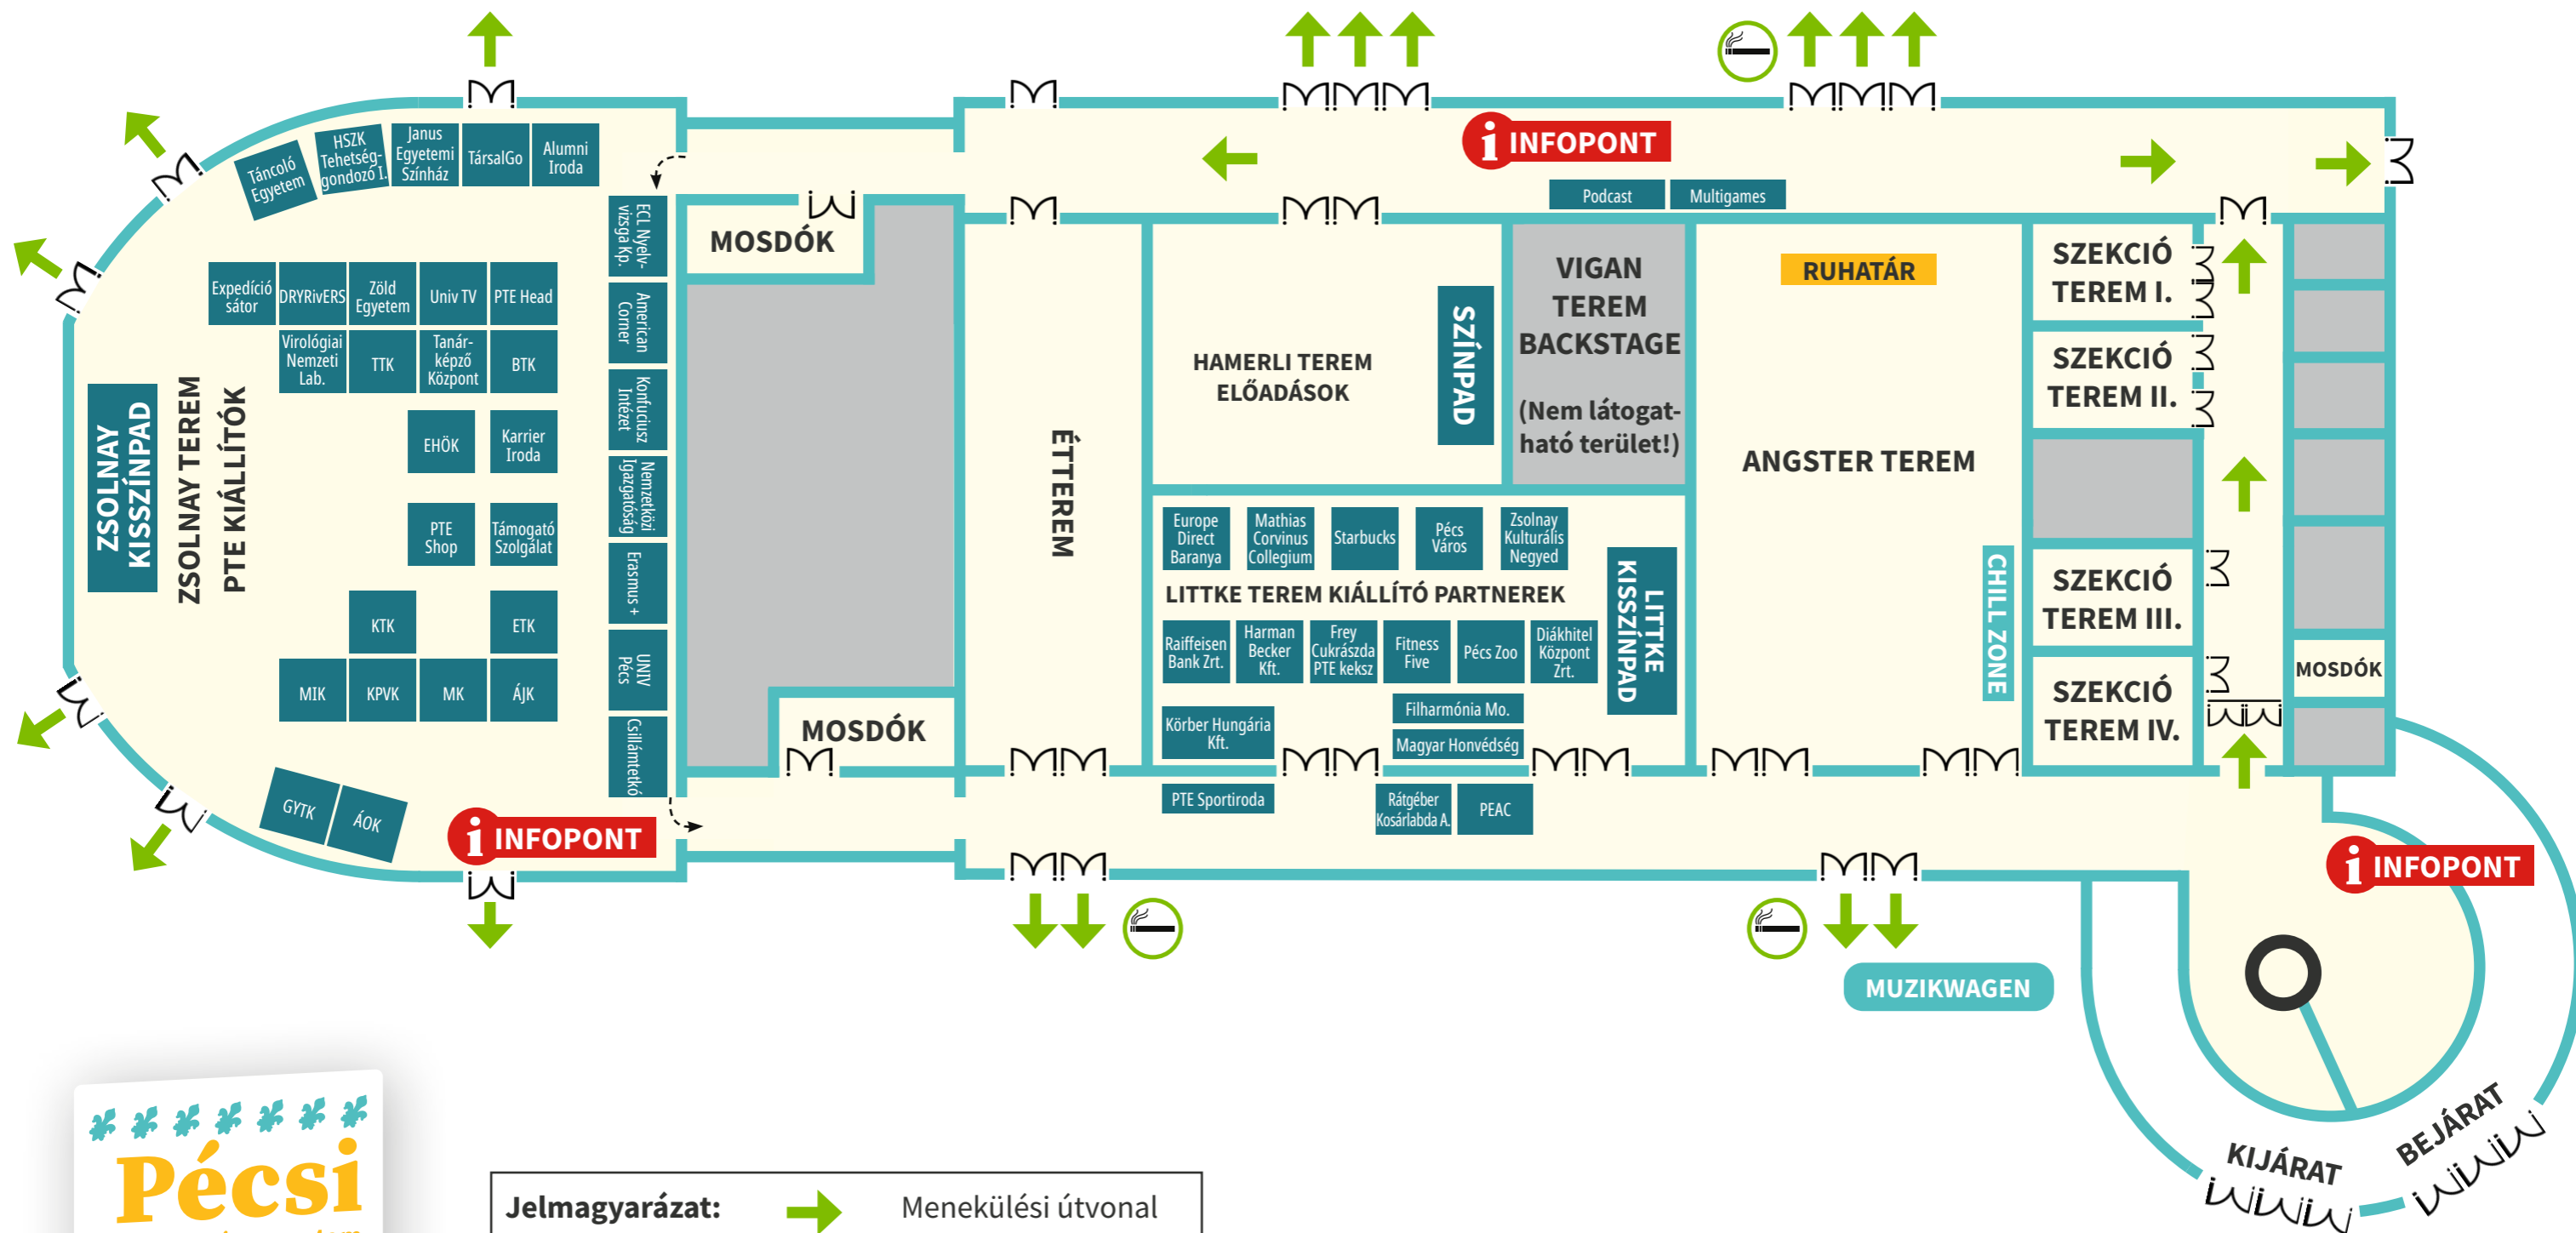 INFOPONT
Podcast
Multigames
Táncoló
Egyetem
HSZK
Tehetség-
gondozó I.
Janus
Egyetemi
Színház
TársalGo
Alumni
Iroda
ECL Nyelv-
vizsga Kp.
American
Corner
Konfuciusz
Intézet
Nemzetközi
Igazgatóság
Erasmus +
UNIV
Pécs
Csillámtetkó
Expedíció
sátor
DRYRivERS
Zöld
Egyetem
Univ TV
PTE Head
Virológiai
Nemzeti
Lab.
TTK
Tanár-
képző
Központ
BTK
EHÖK
Karrier
Iroda
PTE
Shop
Támogató
Szolgálat
KTK
ETK
MIK
KPVK
MK
ÁJK
GYTK
ÁOK
ZSOLNAY
KISSZÍNPAD
ZSOLNAY TEREM
PTE KIÁLLÍTÓK
INFOPONT
MOSDÓK
MOSDÓK
ÉTTEREM
HAMERLI TEREM
ELŐADÁSOK
SZÍNPAD
VIGAN
TEREM
BACKSTAGE
(Nem látogat-
ható terület!)
Europe
Direct
Baranya
Mathias
Corvinus
Collegium
Starbucks
Pécs
Város
Zsolnay
Kulturális
Negyed
LITTKE TEREM KIÁLLÍTÓ PARTNEREK
Raiffeisen
Bank Zrt.
Harman
Becker
Kft.
Frey
Cukrászda
PTE keksz
Fitness
Five
Pécs Zoo
Diákhitel
Központ
Zrt.
LITTKE
KISSZÍNPAD
Körber Hungária
Kft.
Filharmónia Mo.
Magyar Honvédség
PTE Sportiroda
Rátgéber
Kosárlabda A.
PEAC
RUHATÁR
ANGSTER TEREM
CHILL ZONE
SZEKCIÓ
TEREM I.
SZEKCIÓ
TEREM II.
SZEKCIÓ
TEREM III.
SZEKCIÓ
TEREM IV.
MOSDÓK
INFOPONT
MUZIKWAGEN
KIJÁRAT
BEJÁRAT
Pécsi
Jelmagyarázat:
Menekülési útvonal